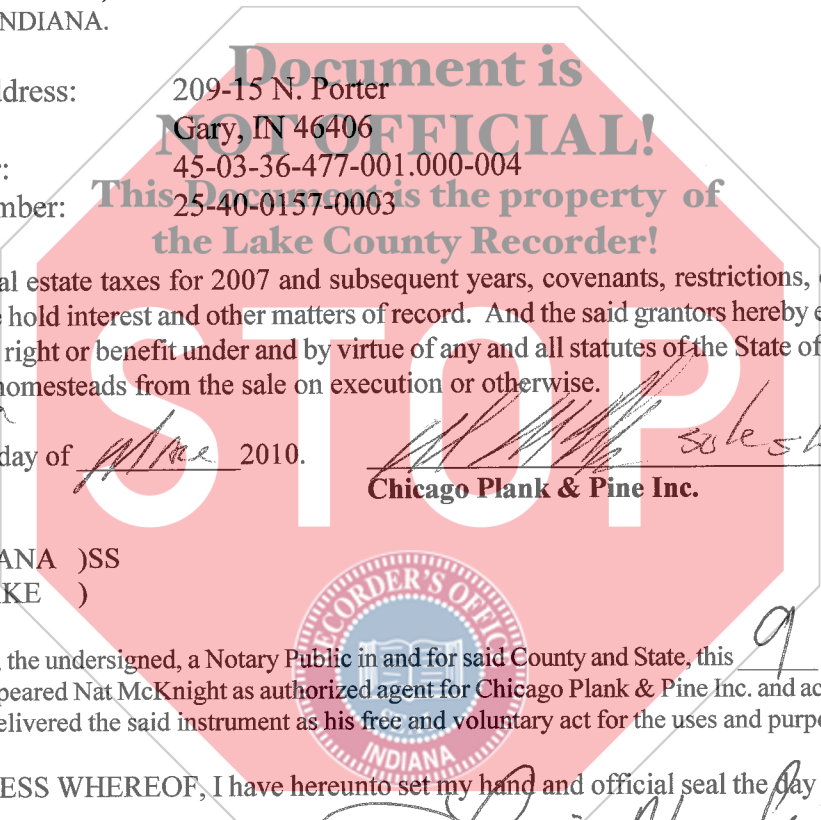 NDIANA.
Document is
ddress: 209-15 N. Porter
Gary, IN 46406
NOT OFFICIAL!
: 45-03-36-477-001.000-004
mber: 25-40-0157-0003
This Document is the property of
the Lake County Recorder!
al estate taxes for 2007 and subsequent years, covenants, restrictions,
hold interest and other matters of record. And the said grantors hereby e
right or benefit under and by virtue of any and all statutes of the State of
homesteads from the sale on execution or otherwise.
STOP
day of 2010.
Chicago Plank & Pine Inc.
ANA )SS
KE )
RECORDER'S OFFICE
, the undersigned, a Notary Public in and for said County and State, this 9
peared Nat McKnight as authorized agent for Chicago Plank & Pine Inc. and ac
elivered the said instrument as his free and voluntary act for the uses and purpo
INDIANA
ESS WHEREOF, I have hereunto set my hand and official seal the day